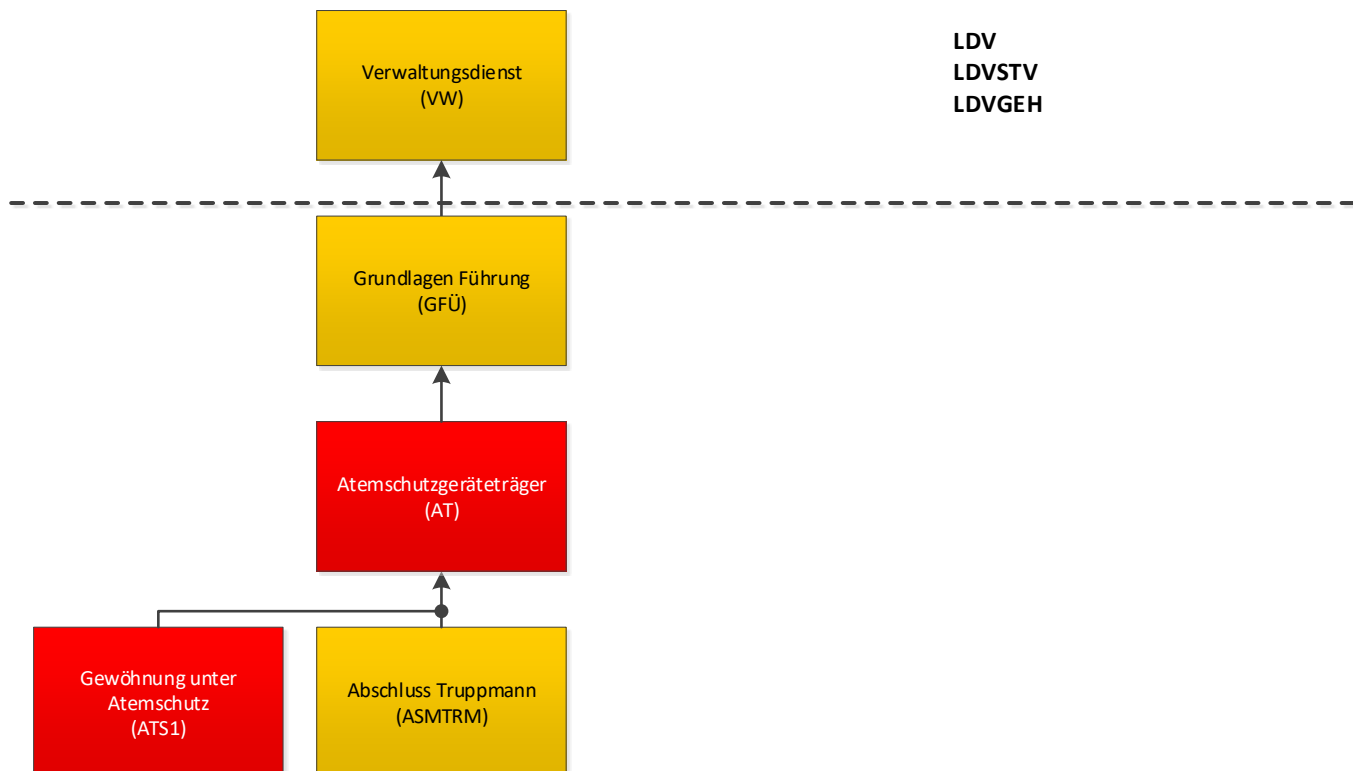 Verwaltungsdienst
(VW)
LDV
LDVSTV
LDVGEH
Grundlagen Führung
(GFÜ)
Atemschutzgeräteträger
(AT)
Gewöhnung unter
Atemschutz
(ATS1)
Abschluss Truppmann
(ASMTRM)